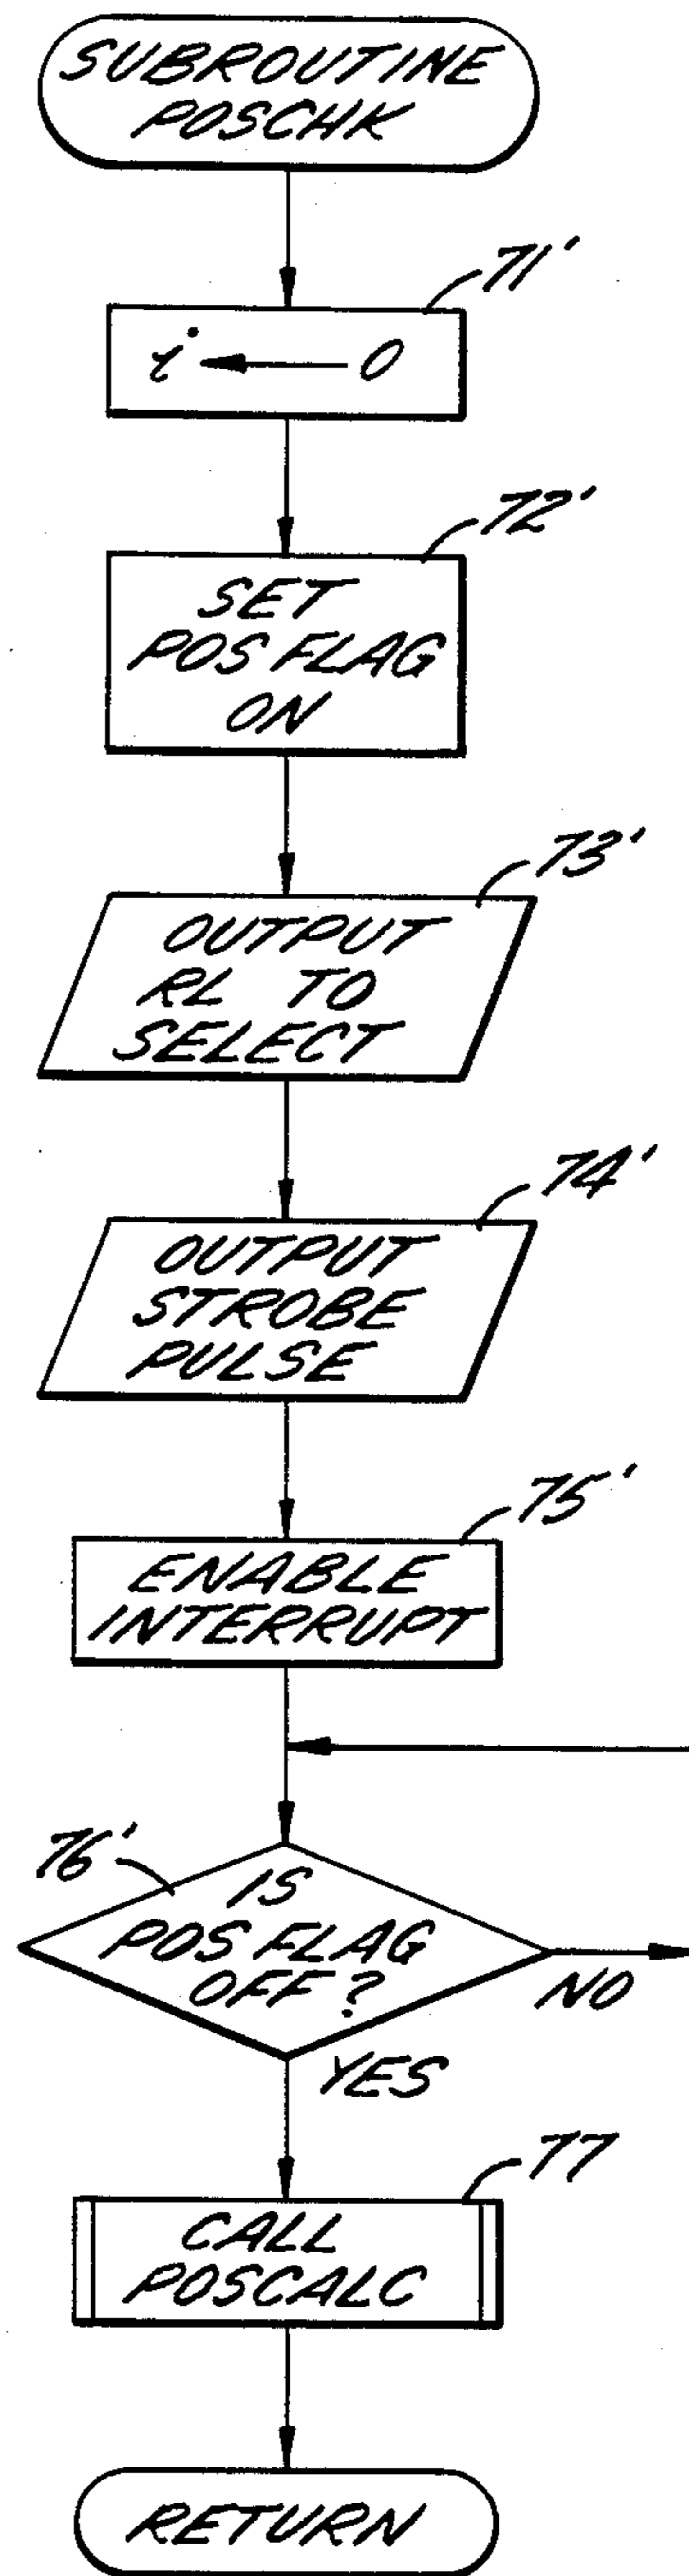 SUBROUTINE
POSCHK
71'
i ← 0
72'
SET
POS FLAG
ON
73'
OUTPUT
RL TO
SELECT
74'
OUTPUT
STROBE
PULSE
75'
ENABLE
INTERRUPT
76'
IS
POS FLAG
OFF?
NO
YES
77
CALL
POSCALC
RETURN